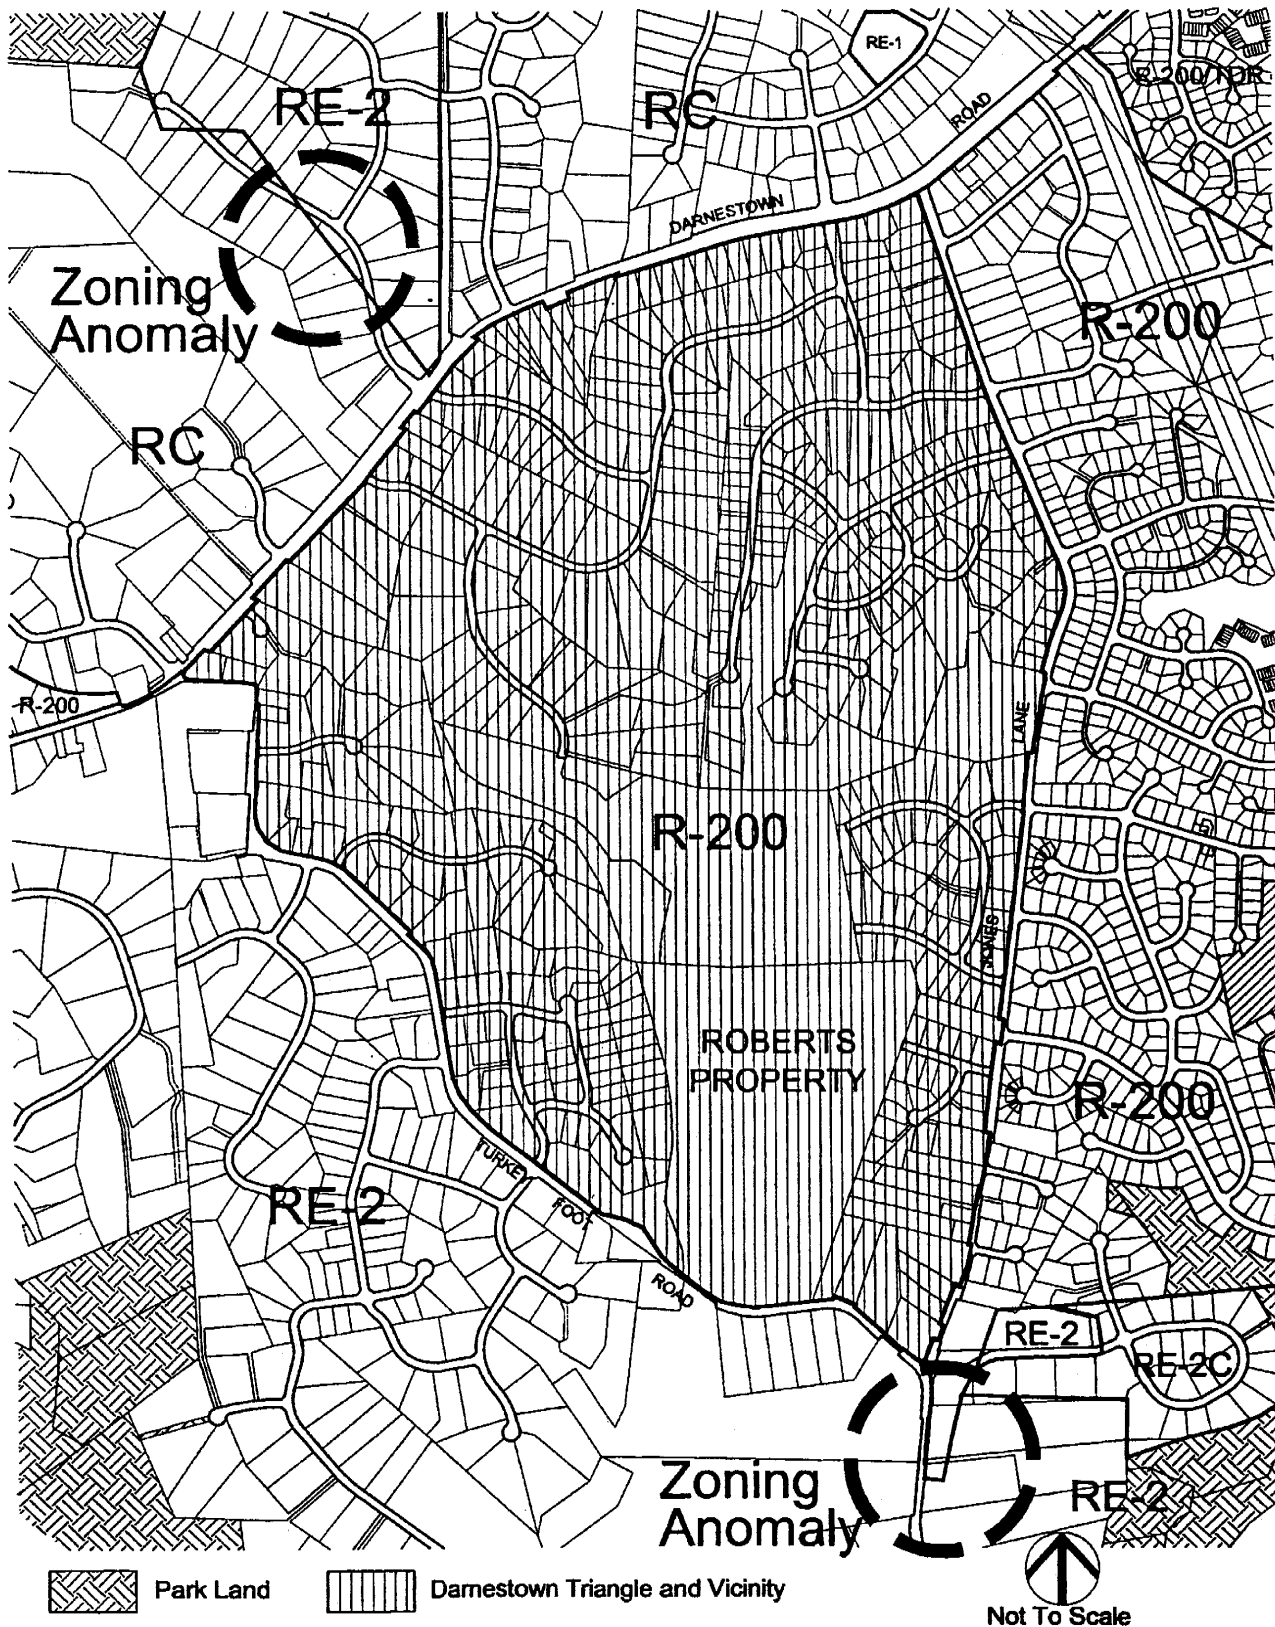 RE-1
R-200/TDR
RE-2
RC
ROAD
DARNESTOWN
Zoning
Anomaly
R-200
RC
R-200
LANE
R-200
JONES
ROBERTS
PROPERTY
R-200
TURKEY
FOOT
RE-2
ROAD
RE-2
RE-2C
Zoning
Anomaly
RE-2
Park Land
Darnestown Triangle and Vicinity
Not To Scale